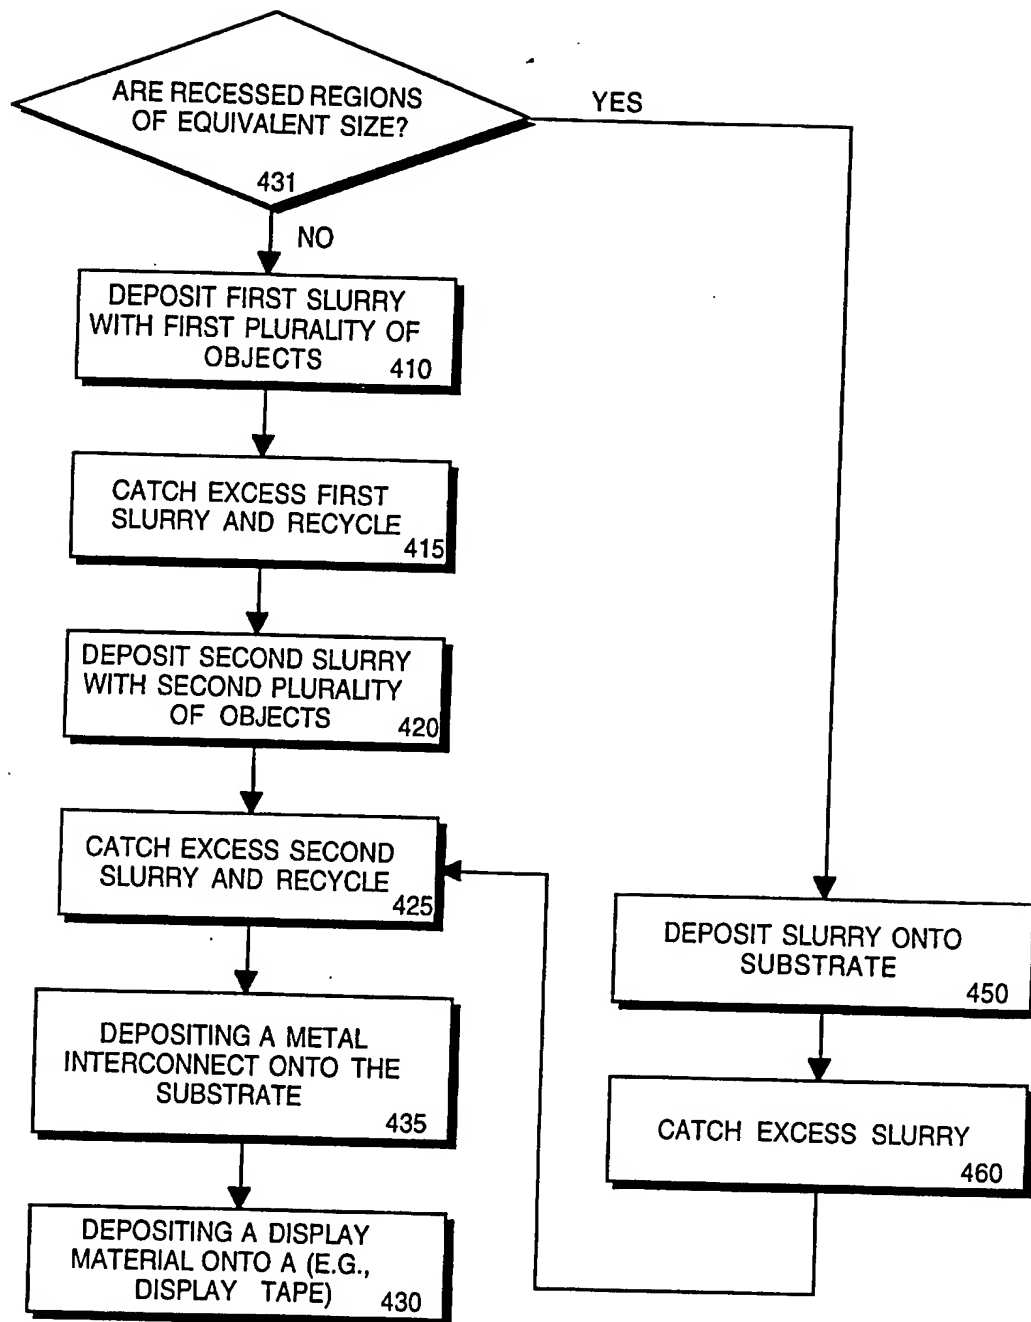 ARE RECESSED REGIONS
OF EQUIVALENT SIZE?
431
YES
NO
DEPOSIT FIRST SLURRY
WITH FIRST PLURALITY OF
OBJECTS
410
CATCH EXCESS FIRST
SLURRY AND RECYCLE
415
DEPOSIT SECOND SLURRY
WITH SECOND PLURALITY
OF OBJECTS
420
CATCH EXCESS SECOND
SLURRY AND RECYCLE
425
DEPOSITING A METAL
INTERCONNECT ONTO THE
SUBSTRATE
435
DEPOSITING A DISPLAY
MATERIAL ONTO A (E.G.,
DISPLAY TAPE)
430
DEPOSIT SLURRY ONTO
SUBSTRATE
450
CATCH EXCESS SLURRY
460